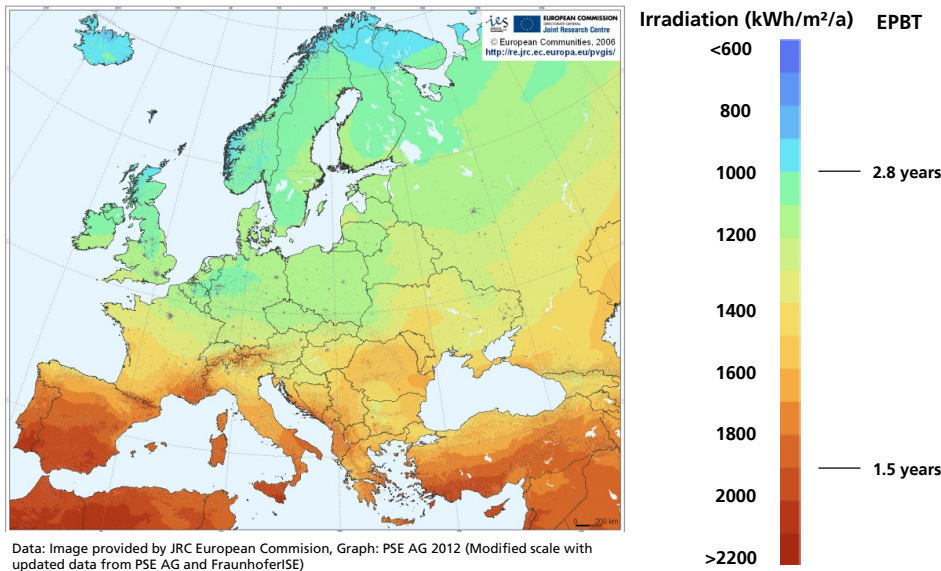 ies
EUROPEAN COMMISSION
Joint Research Centre
© European Communities, 2006
http://re.jrc.ec.europa.eu/pvgis/
Irradiation (kWh/m²/a)
EPBT
<600
800
1000
2.8 years
1200
1400
1600
1800
1.5 years
2000
>2200
0 200 km
Data: Image provided by JRC European Commision, Graph: PSE AG 2012 (Modified scale with
updated data from PSE AG and FraunhoferISE)